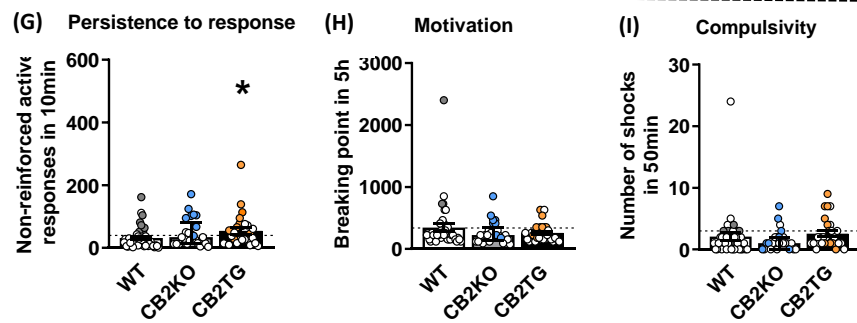 (G) Persistence to response
Non-reinforced active
responses in 10min
600
400
200
0
*
WT
CB2KO
CB2TG
(H) Motivation
Breaking point in 5h
3000
2000
1000
0
WT
CB2KO
CB2TG
(I) Compulsivity
Number of shocks
in 50min
30
20
10
0
WT
CB2KO
CB2TG